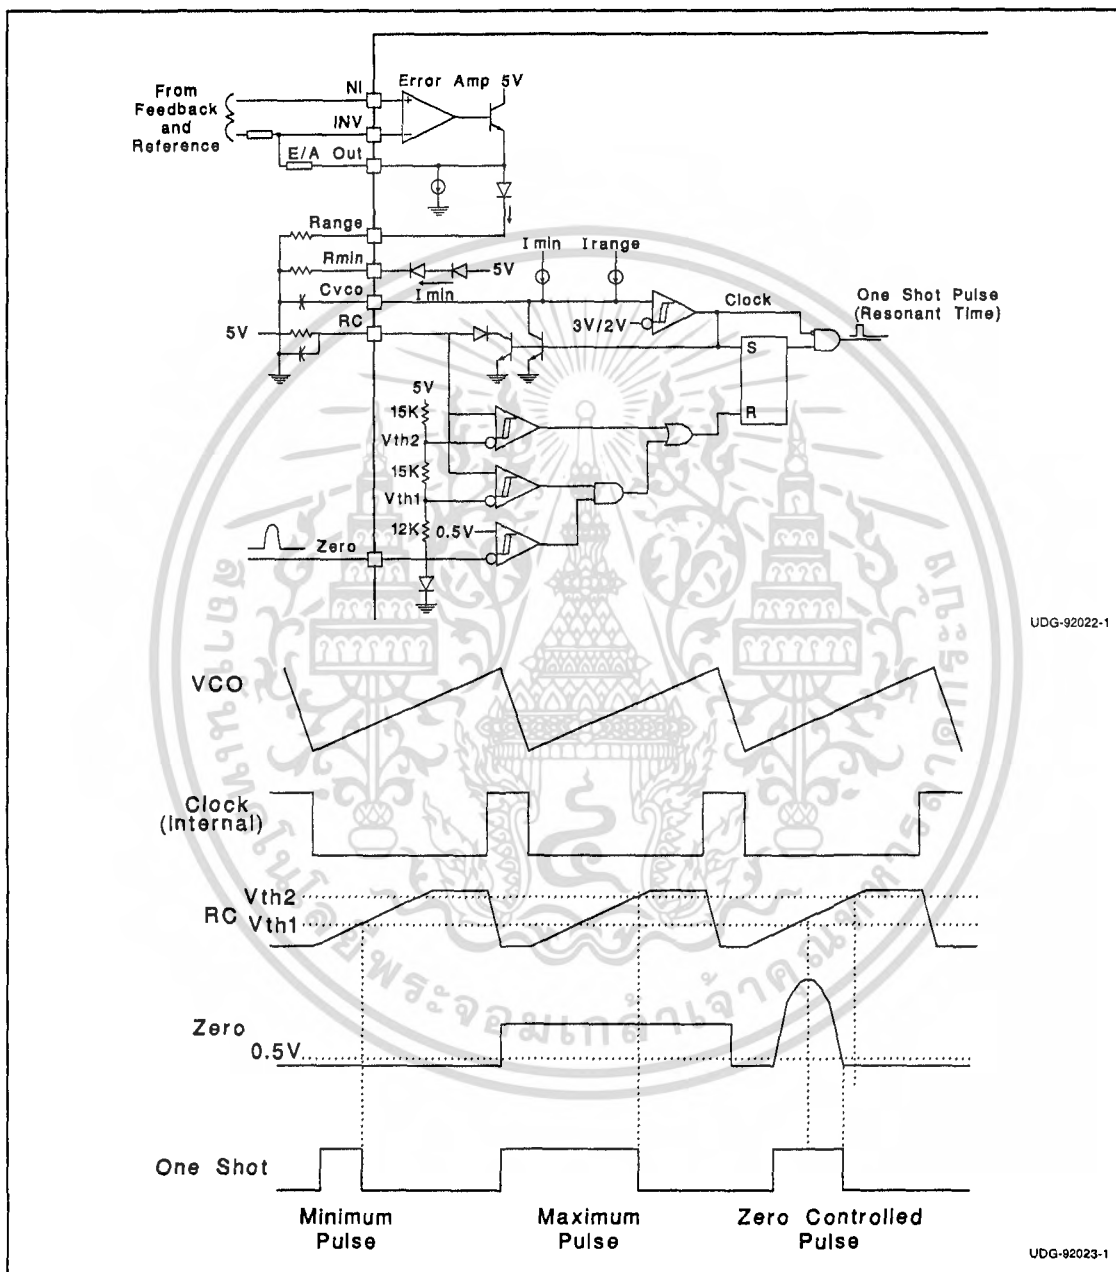 Error Amp 5V
From
Feedback
and
Reference
NI
INV
E/A Out
Range
Rmin
5V
Imin
Cvco
Imin Irange
Clock
3V/2V
One Shot Pulse
(Resonant Time)
5V
RC
S
R
5V
15K
Vth2
15K
Vth1
12K
0.5V
Zero
UDG-92022-1
VCO
Clock
(Internal)
Vth2
RC
Vth1
Zero
0.5V
One Shot
Minimum
Pulse
Maximum
Pulse
Zero Controlled
Pulse
UDG-92023-1